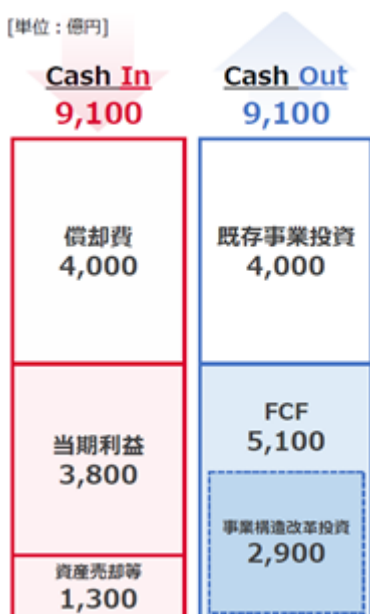 [単位：億円]
Cash In
9,100
Cash Out
9,100
償却費
4,000
既存事業投資
4,000
当期利益
3,800
FCF
5,100
事業構造改革投資
2,900
資産売却等
1,300